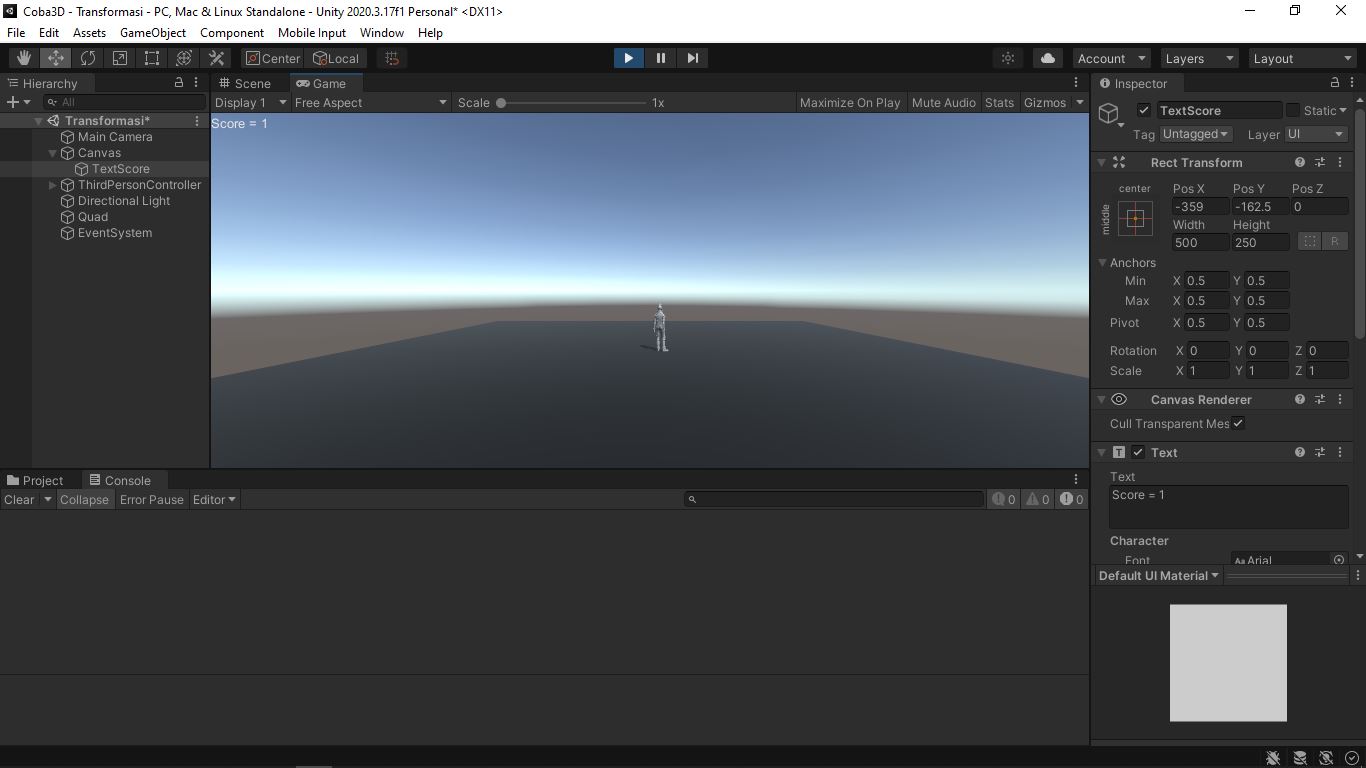 Coba3D - Transformasi - PC, Mac & Linux Standalone - Unity 2020.3.17f1 Personal* <DX11>
File Edit Assets GameObject Component Mobile Input Window Help
Center Local Account Layers Layout
Hierarchy
All
Transformasi*
Main Camera
Canvas
TextScore
ThirdPersonController
Directional Light
Quad
EventSystem
Scene Game
Display 1 Free Aspect Scale 1x Maximize On Play Mute Audio Stats Gizmos
Score = 1
Inspector
TextScore Static
Tag Untagged Layer UI
Rect Transform
center
middle
Pos X Pos Y Pos Z
-359 -162.5 0
Width Height
500 250 R
Anchors
Min X 0.5 Y 0.5
Max X 0.5 Y 0.5
Pivot X 0.5 Y 0.5
Rotation X 0 Y 0 Z 0
Scale X 1 Y 1 Z 1
Canvas Renderer
Cull Transparent Mes
T Text
Text
Score = 1
Character
Font Aa Arial
Default UI Material
Project Console
Clear Collapse Error Pause Editor 0 0 0